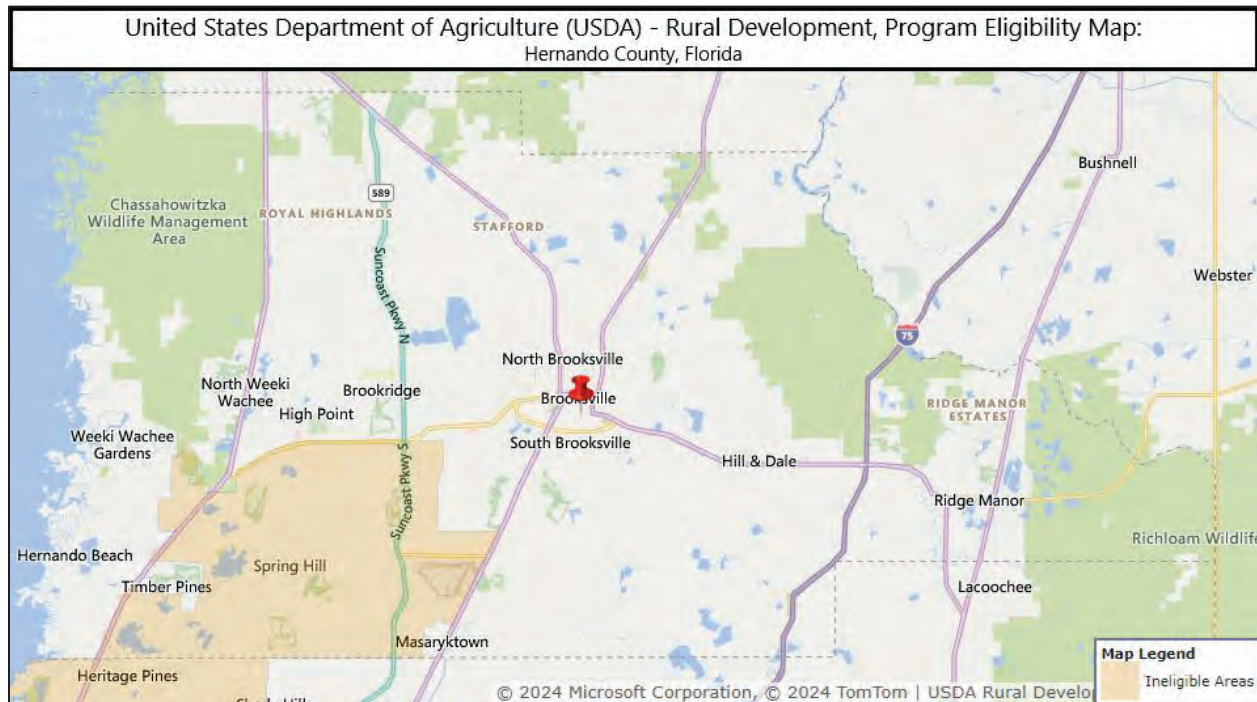 United States Department of Agriculture (USDA) - Rural Development, Program Eligibility Map:
Hernando County, Florida
Bushnell
589
Chassahowitzka
Wildlife Management
Area
ROYAL HIGHLANDS
STAFFORD
Suncoast Pkwy N
Webster
75
North Brooksville
North Weeki
Wachee
Brookridge
Brooksville
High Point
RIDGE MANOR
ESTATES
Weeki Wachee
Gardens
South Brooksville
Hill & Dale
Suncoast Pkwy S
Ridge Manor
Richloam Wildlife
Hernando Beach
Spring Hill
Timber Pines
Lacoochee
Masaryktown
Heritage Pines
Map Legend
Ineligible Areas
© 2024 Microsoft Corporation, © 2024 TomTom | USDA Rural Develop